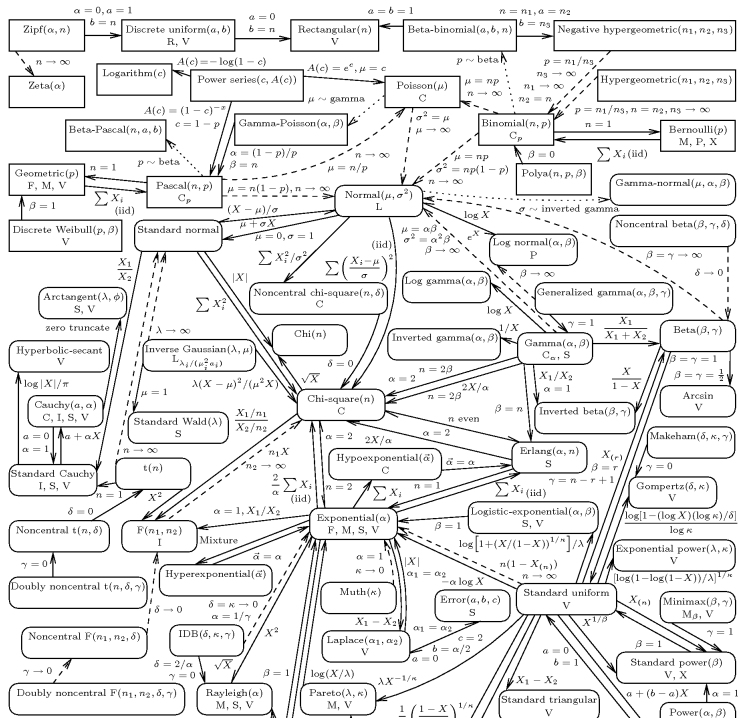 α = 0, a = 1
b = n
a = 0
b = n
a = b = 1
n = n₁, a = n₂
b = n₃
Zipf(α, n)
Discrete uniform(a, b)
R, V
Rectangular(n)
V
Beta-binomial(a, b, n)
Negative hypergeometric(n₁, n₂, n₃)
n → ∞
A(c) = −log(1 − c)
A(c) = eᶜ, μ = c
p ∼ beta
p = n₁/n₃
n₃ → ∞
n₁ → ∞
n₂ = n
Zeta(α)
Logarithm(c)
Power series(c, A(c))
Poisson(μ)
C
μ = np
n → ∞
Hypergeometric(n₁, n₂, n₃)
A(c) = (1 − c)⁻ˣ
c = 1 − p
μ ∼ gamma
p = n₁/n₃, n = n₂, n₃ → ∞
Beta-Pascal(n, a, b)
Gamma-Poisson(α, β)
σ² = μ
μ → ∞
Binomial(n, p)
Cₚ
n = 1
Bernoulli(p)
M, P, X
∑ Xᵢ(iid)
p ∼ beta
α = (1 − p)/p
β = n
n → ∞
μ = n/p
μ = np
σ² = np(1 − p)
n → ∞
β = 0
Geometric(p)
F, M, V
n = 1
∑ Xᵢ
(iid)
Pascal(n, p)
Cₚ
μ = n(1 − p), n → ∞
Polya(n, p, β)
Gamma-normal(μ, α, β)
β = 1
Normal(μ, σ²)
L
σ ∼ inverted gamma
Discrete Weibull(p, β)
V
Standard normal
(X − μ)/σ
μ + σX
μ = 0, σ = 1
(iid)
μ = αβ
σ² = α²β
β → ∞
log X
eˣ
Noncentral beta(β, γ, δ)
X₁
X₂
|X|
∑ Xᵢ²/σ²
∑ (Xᵢ−μ / σ)²
Log normal(α, β)
P
β → ∞
β = γ → ∞
δ → 0
Arctangent(λ, φ)
S, V
∑ Xᵢ²
Noncentral chi-square(n, δ)
C
Log gamma(α, β)
Generalized gamma(α, β, γ)
zero truncate
λ → ∞
Chi(n)
log X
1/X
γ = 1
X₁
X₁ + X₂
Beta(β, γ)
Hyperbolic-secant
V
Inverse Gaussian(λ, μ)
Inverted gamma(α, β)
Gamma(α, β)
C_α, S
log |X|/π
μ = 1
λ(X − μ)²/(μ²X)
√X
δ = 0
α = 2
n = 2β
n = 2β
2X/α
X₁/X₂
α = 1
X
1 − X
β = γ = 1
β = γ = ½
Cauchy(a, α)
C, I, S, V
Standard Wald(λ)
S
X₁/n₁
X₂/n₂
Chi-square(n)
C
β = n
Inverted beta(β, γ)
Arcsin
V
a = 0
α = 1
a + αX
n → ∞
n₁X
n₂ → ∞
α = 2
2X/α
n even
α = 2
Makeham(δ, κ, γ)
Standard Cauchy
I, S, V
t(n)
Hypoexponential(α⃗)
C
α⃗ = α
Erlang(α, n)
S
X₍ᵣ₎
β = r
γ = n − r + 1
γ = 0
n = 1
X²
2/α ∑ Xᵢ
(iid)
n = 2
∑ Xᵢ
n = 1
∑ Xᵢ (iid)
Gompertz(δ, κ)
V
δ = 0
α = 1, X₁/X₂
Logistic-exponential(α, β)
S, V
log[1−(log X)(log κ)/δ]
log κ
Noncentral t(n, δ)
F(n₁, n₂)
I
Mixture
Exponential(α)
F, M, S, V
β = 1
log[1+(X/(1−X))^1/κ]/λ
Exponential power(λ, κ)
V
γ = 0
α⃗ = α
α = 1
κ → 0
|X|
α₁ = α₂
n(1 − X₍ₙ₎)
n → ∞
[log(1−log(1−X))/λ]^1/κ
Doubly noncentral t(n, δ, γ)
Hyperexponential(α⃗)
−α log X
Standard uniform
V
δ → 0
δ = κ → 0
α = 1/γ
Muth(κ)
Error(a, b, c)
S
X₍ₙ₎
X^1/β
Minimax(β, γ)
M_β, V
Noncentral F(n₁, n₂, δ)
IDB(δ, κ, γ)
X²
X₁ − X₂
Laplace(α₁, α₂)
V
α₁ = α₂
c = 2
b = α/2
a = 0
β = 1
γ = 1
γ → 0
δ = 2/α
γ = 0
√X
a = 0
b = 1
Standard power(β)
V, X
β = 1
log(X/λ)
λX^−1/κ
X₁ − X₂
a + (b − a)X
α = 1
Doubly noncentral F(n₁, n₂, δ, γ)
Rayleigh(α)
M, S, V
Pareto(λ, κ)
M, V
Standard triangular
V
1/λ (1 − X / X)^1/κ
Power(α, β)